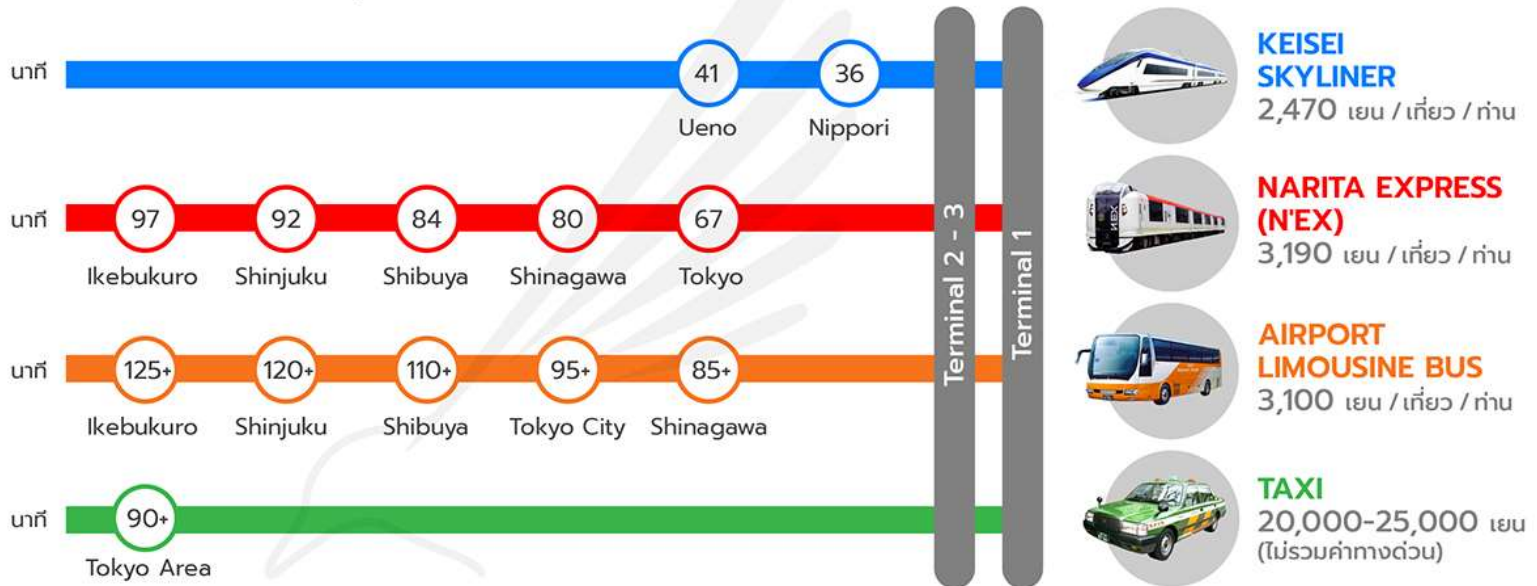 นาที
41
36
Ueno
Nippori
KEISEI
SKYLINER
2,470 เยน / เที่ยว / ท่าน
นาที
97
92
84
80
67
Ikebukuro
Shinjuku
Shibuya
Shinagawa
Tokyo
NARITA EXPRESS
(N'EX)
3,190 เยน / เที่ยว / ท่าน
นาที
125+
120+
110+
95+
85+
Ikebukuro
Shinjuku
Shibuya
Tokyo City
Shinagawa
AIRPORT
LIMOUSINE BUS
3,100 เยน / เที่ยว / ท่าน
นาที
90+
Tokyo Area
TAXI
20,000-25,000 เยน
(ไม่รวมค่าทางด่วน)
Terminal 2 - 3
Terminal 1
N'EX